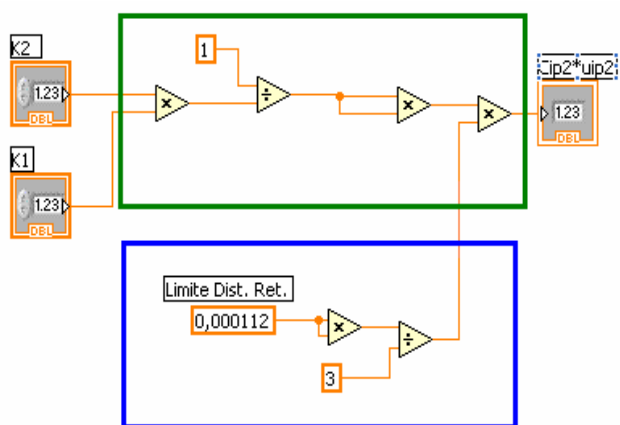 K2
1.23
DBL
K1
1.23
DBL
1
÷
x
x
x
Cip2*uip2
1.23
DBL
Limite Dist. Ret.
0,000112
x
÷
3